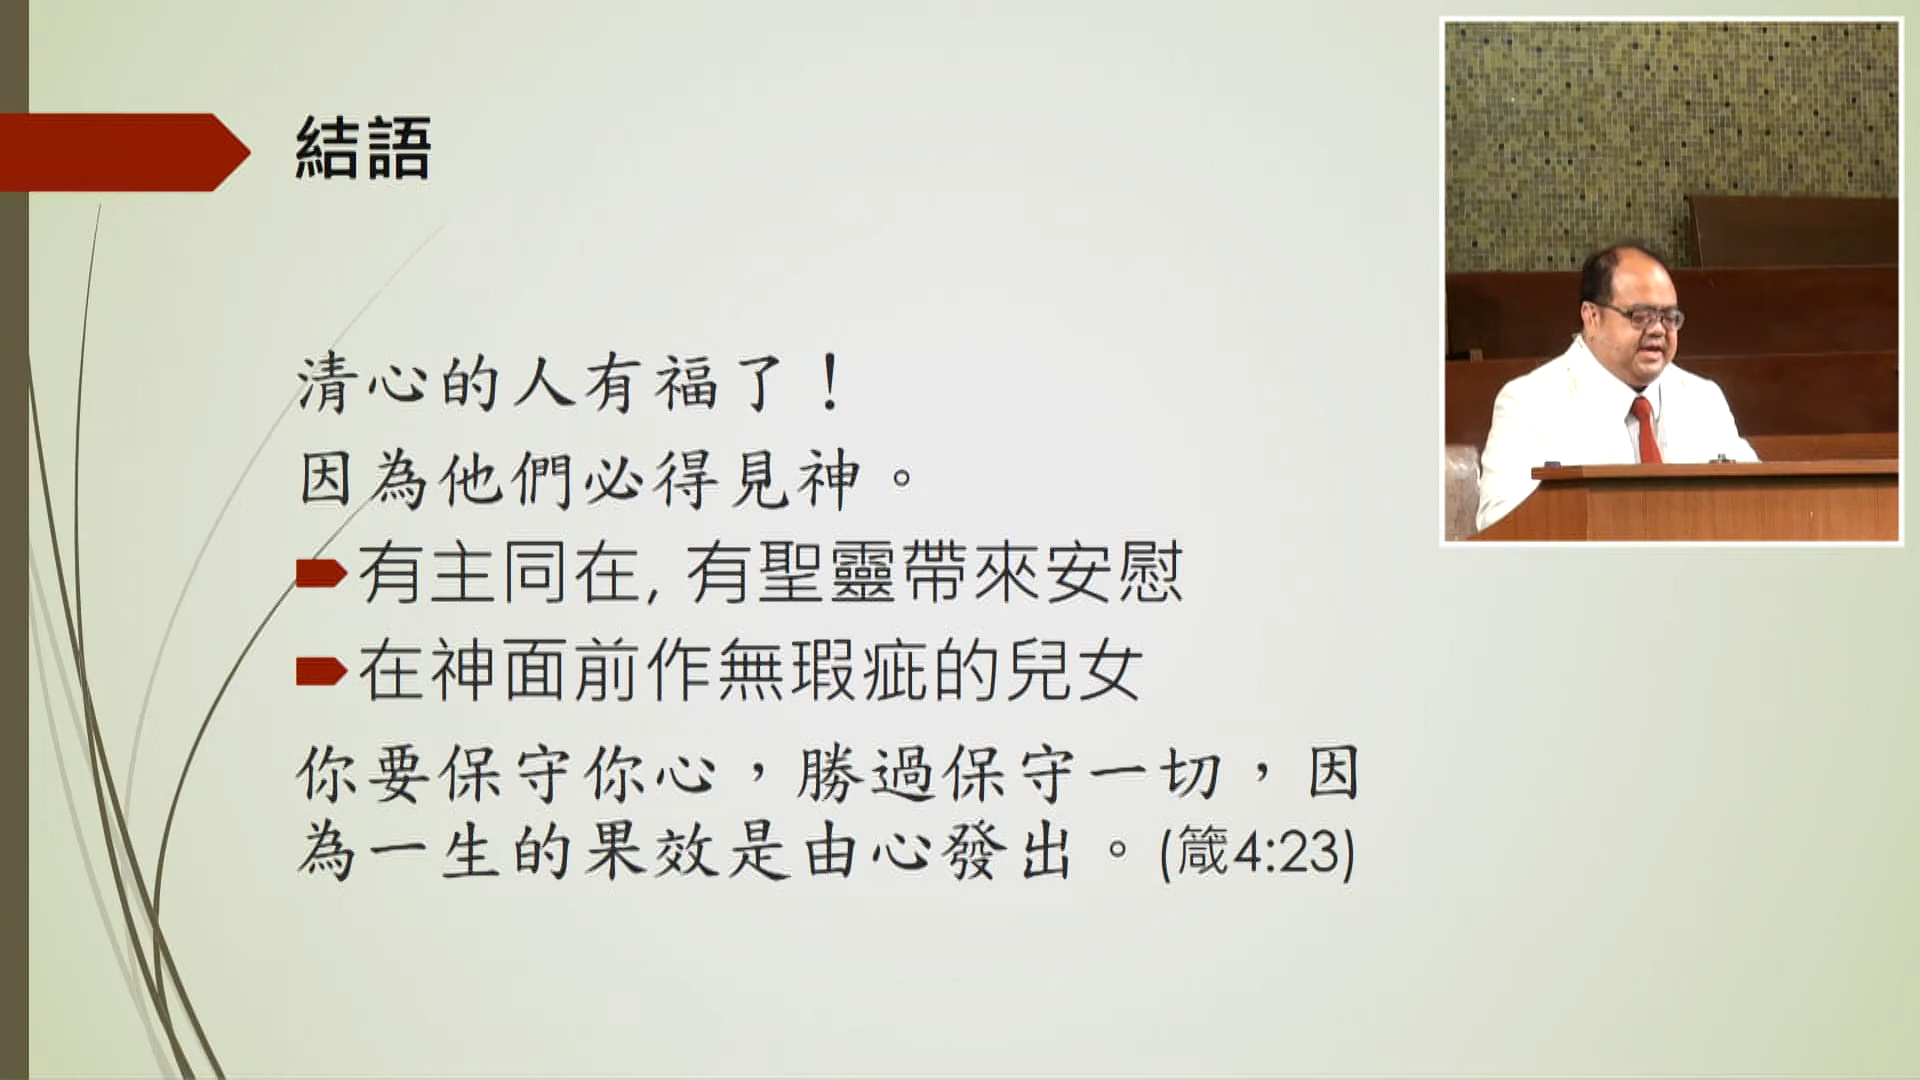 結語
清心的人有福了！
因為他們必得見神。
有主同在, 有聖靈帶來安慰
在神面前作無瑕疵的兒女
你要保守你心，勝過保守一切，因
為一生的果效是由心發出。(箴4:23)